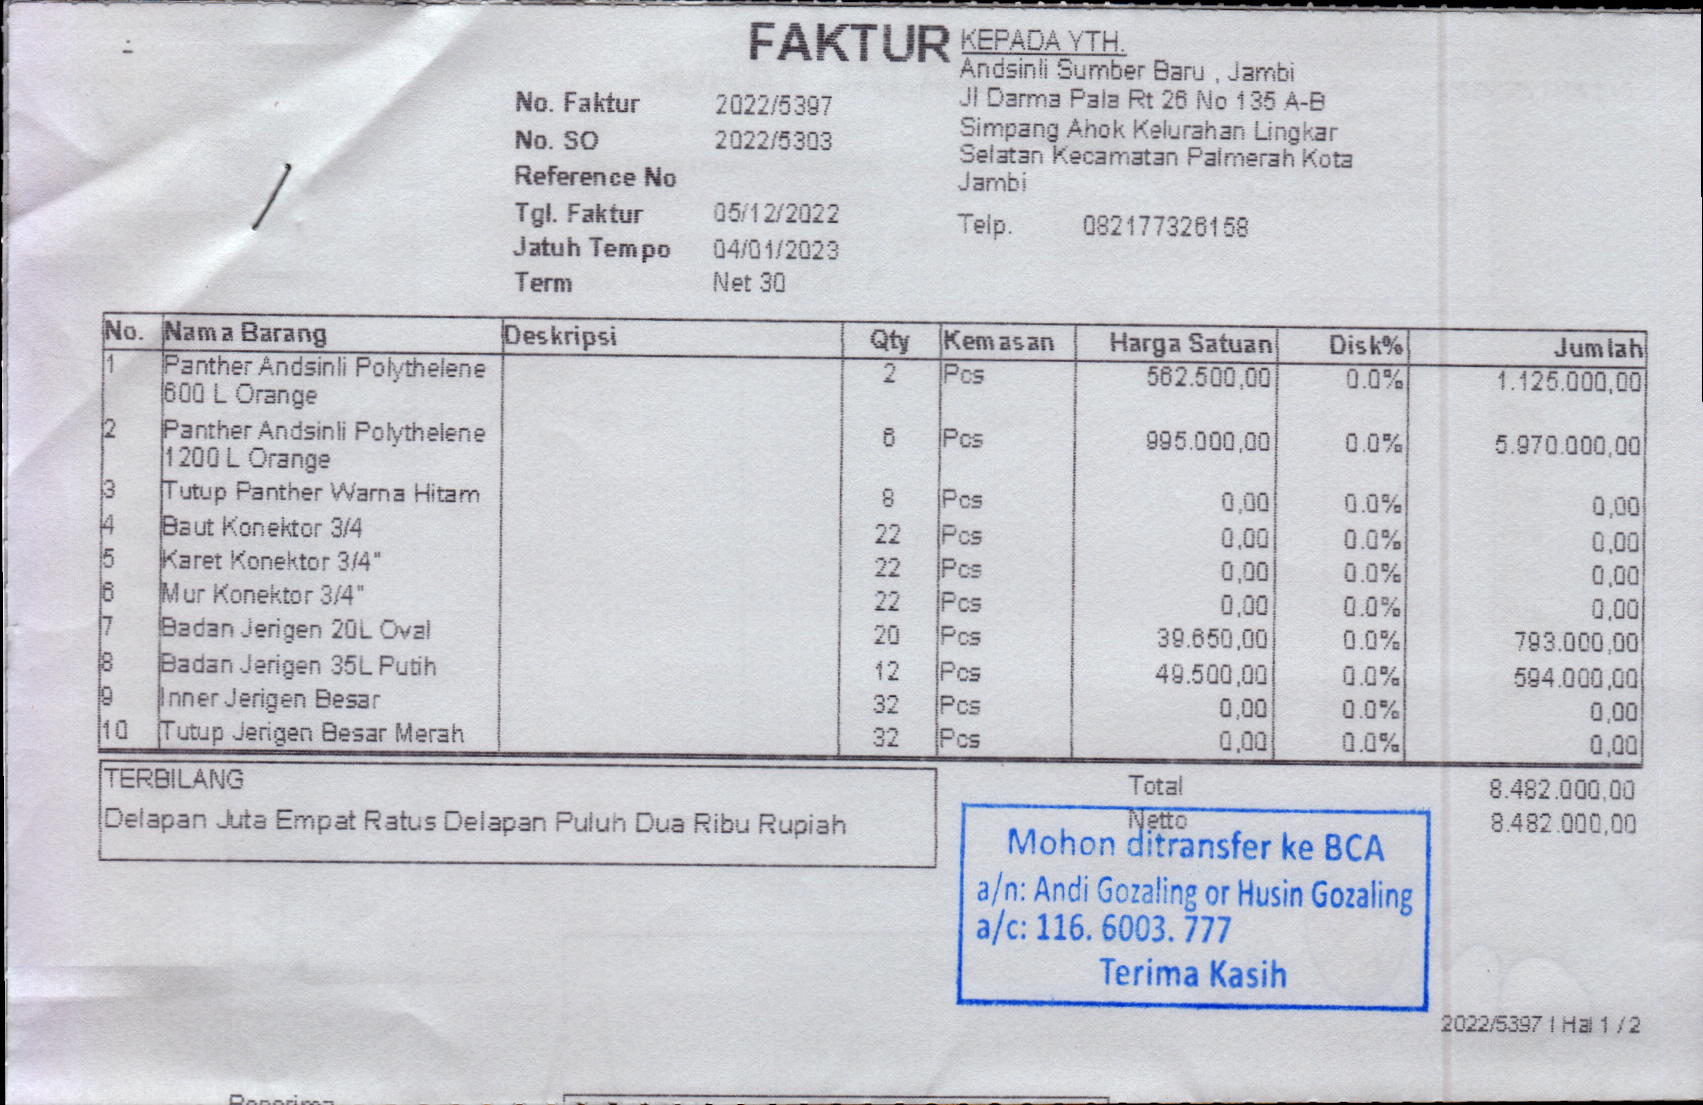 FAKTUR
No. Faktur 2022/5397
No. SO 2022/5303
Reference No
Tgl. Faktur 05/12/2022
Jatuh Tempo 04/01/2023
Term Net 30
KEPADA YTH.
Andsinli Sumber Baru , Jambi
Jl Darma Pala Rt 26 No 135 A-B
Simpang Ahok Kelurahan Lingkar
Selatan Kecamatan Palmerah Kota
Jambi
Telp. 082177326158
No. Nama Barang Deskripsi Qty Kemasan Harga Satuan Disk% Jumlah
1 Panther Andsinli Polythelene 2 Pcs 562.500,00 0.0% 1.125.000,00
600 L Orange
2 Panther Andsinli Polythelene 6 Pcs 995.000,00 0.0% 5.970.000,00
1200 L Orange
3 Tutup Panther Warna Hitam 8 Pcs 0,00 0.0% 0,00
4 Baut Konektor 3/4 22 Pcs 0,00 0.0% 0,00
5 Karet Konektor 3/4" 22 Pcs 0,00 0.0% 0,00
6 Mur Konektor 3/4" 22 Pcs 0,00 0.0% 0,00
7 Badan Jerigen 20L Oval 20 Pcs 39.650,00 0.0% 793.000,00
8 Badan Jerigen 35L Putih 12 Pcs 49.500,00 0.0% 594.000,00
9 Inner Jerigen Besar 32 Pcs 0,00 0.0% 0,00
10 Tutup Jerigen Besar Merah 32 Pcs 0,00 0.0% 0,00
TERBILANG
Delapan Juta Empat Ratus Delapan Puluh Dua Ribu Rupiah
Total 8.482.000,00
Netto 8.482.000,00
Mohon ditransfer ke BCA
a/n: Andi Gozaling or Husin Gozaling
a/c: 116. 6003. 777
Terima Kasih
2022/5397 | Hal 1 / 2